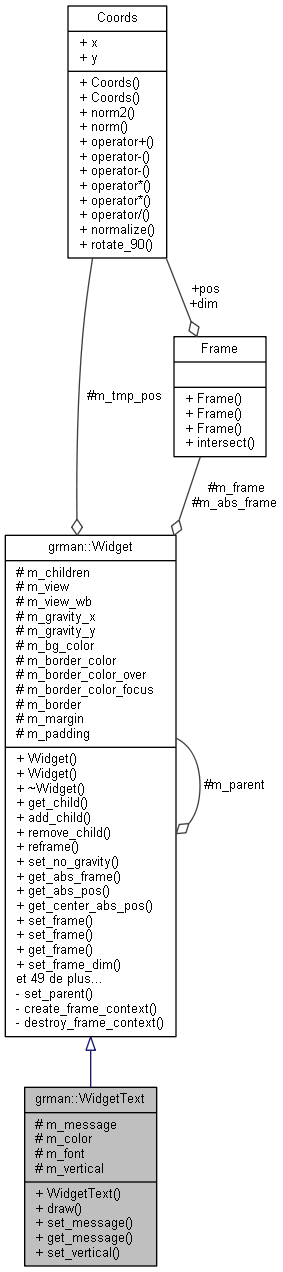 Coords
+ x
+ y
+ Coords()
+ Coords()
+ norm2()
+ norm()
+ operator+()
+ operator-()
+ operator-()
+ operator*()
+ operator*()
+ operator/()
+ normalize()
+ rotate_90()
+pos
+dim
#m_tmp_pos
Frame
+ Frame()
+ Frame()
+ Frame()
+ intersect()
#m_frame
#m_abs_frame
grman::Widget
# m_children
# m_view
# m_view_wb
# m_gravity_x
# m_gravity_y
# m_bg_color
# m_border_color
# m_border_color_over
# m_border_color_focus
# m_border
# m_margin
# m_padding
+ Widget()
+ Widget()
+ ~Widget()
+ get_child()
+ add_child()
+ remove_child()
+ reframe()
+ set_no_gravity()
+ get_abs_frame()
+ get_abs_pos()
+ get_center_abs_pos()
+ set_frame()
+ set_frame()
+ get_frame()
+ set_frame_dim()
et 49 de plus...
- set_parent()
- create_frame_context()
- destroy_frame_context()
#m_parent
grman::WidgetText
# m_message
# m_color
# m_font
# m_vertical
+ WidgetText()
+ draw()
+ set_message()
+ get_message()
+ set_vertical()